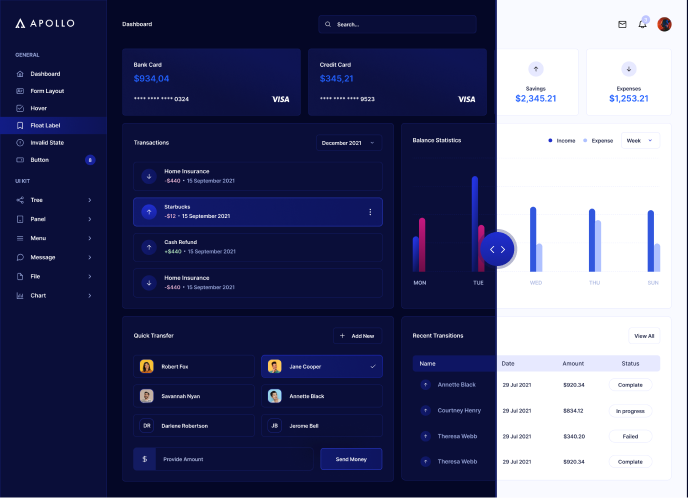 APOLLO
GENERAL
Dashboard
Form Layout
Hover
Float Label
Invalid State
Button
8
UI KIT
Tree
Panel
Menu
Message
File
Chart
Dashboard
Search...
Bank Card
$934,04
**** **** **** 0324
VISA
Credit Card
$345,21
**** **** **** 9523
VISA
Savings
$2,345.21
Expenses
$1,253.21
Transactions
December 2021
Home Insurance
-$440 • 15 September 2021
Starbucks
-$12 • 15 September 2021
Cash Refund
+$440 • 15 September 2021
Home Insurance
-$440 • 15 September 2021
Balance Statistics
Income
Expense
Week
MON
TUE
WED
THU
SUN
Quick Transfer
+ Add New
Robert Fox
Jane Cooper
Savannah Nyan
Annette Black
DR
Darlene Robertson
JB
Jerome Bell
$
Provide Amount
Send Money
Recent Transitions
View All
Name Date Amount Status
Annette Black 29 Jul 2021 $920.34 Complate
Courtney Henry 29 Jul 2021 $834.12 In progress
Theresa Webb 29 Jul 2021 $340.20 Failed
Theresa Webb 29 Jul 2021 $920.34 Complate